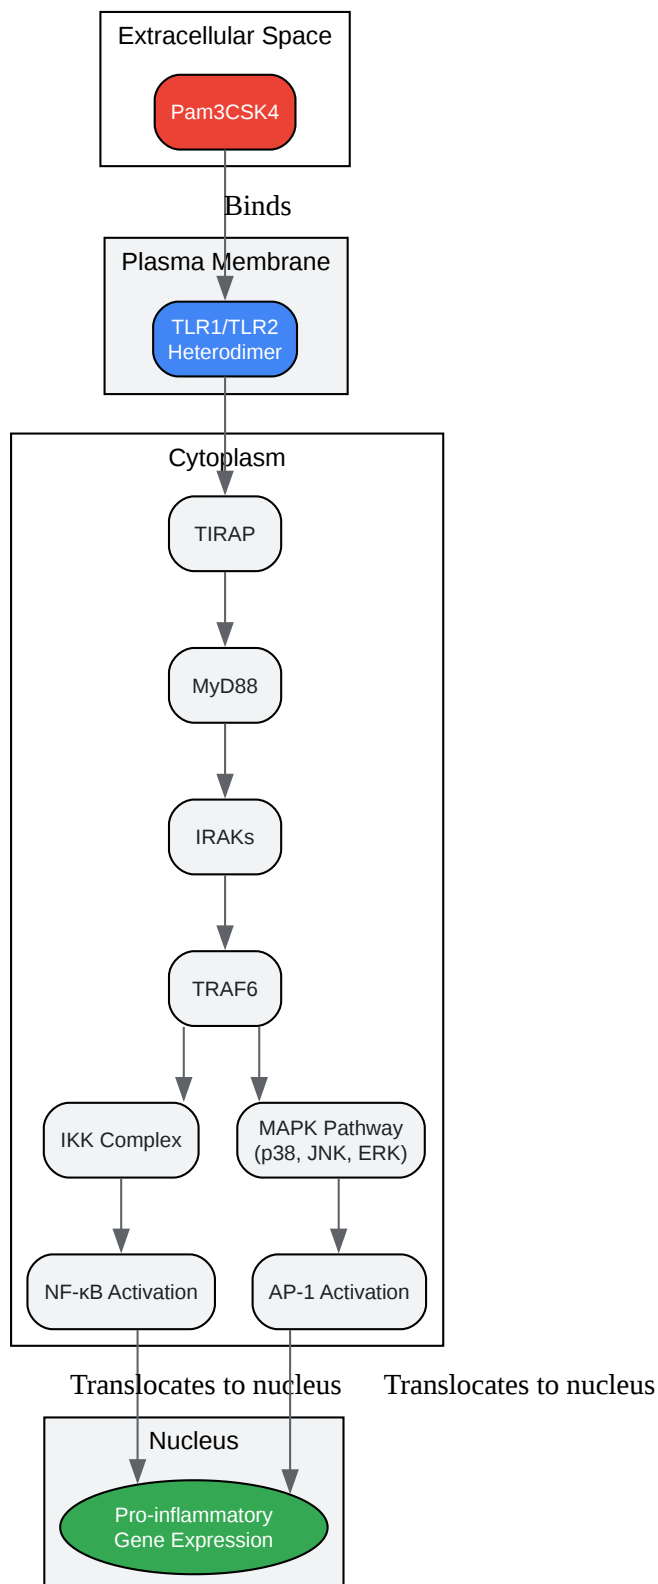 Extracellular Space
Pam3CSK4
Binds
Plasma Membrane
TLR1/TLR2
Heterodimer
Cytoplasm
TIRAP
MyD88
IRAKs
TRAF6
IKK Complex
MAPK Pathway
(p38, JNK, ERK)
NF-κB Activation
AP-1 Activation
Translocates to nucleus
Translocates to nucleus
Nucleus
Pro-inflammatory
Gene Expression